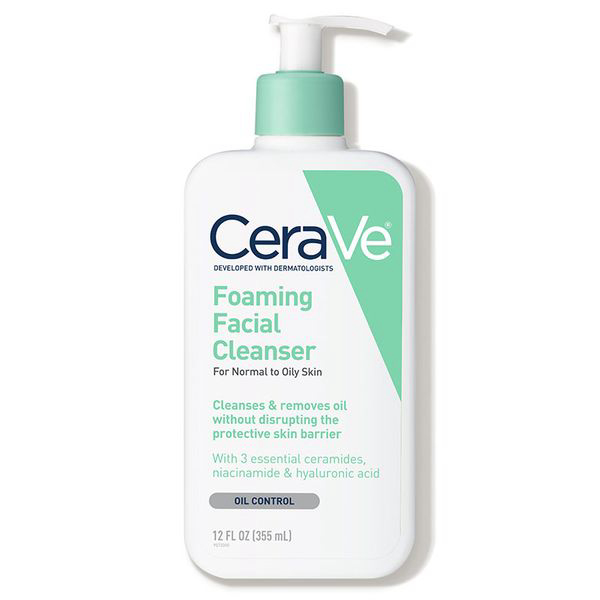 CeraVe®
DEVELOPED WITH DERMATOLOGISTS
Foaming
Facial
Cleanser
For Normal to Oily Skin
Cleanses & removes oil
without disrupting the
protective skin barrier
With 3 essential ceramides,
niacinamide & hyaluronic acid
OIL CONTROL
12 FL OZ (355 mL)